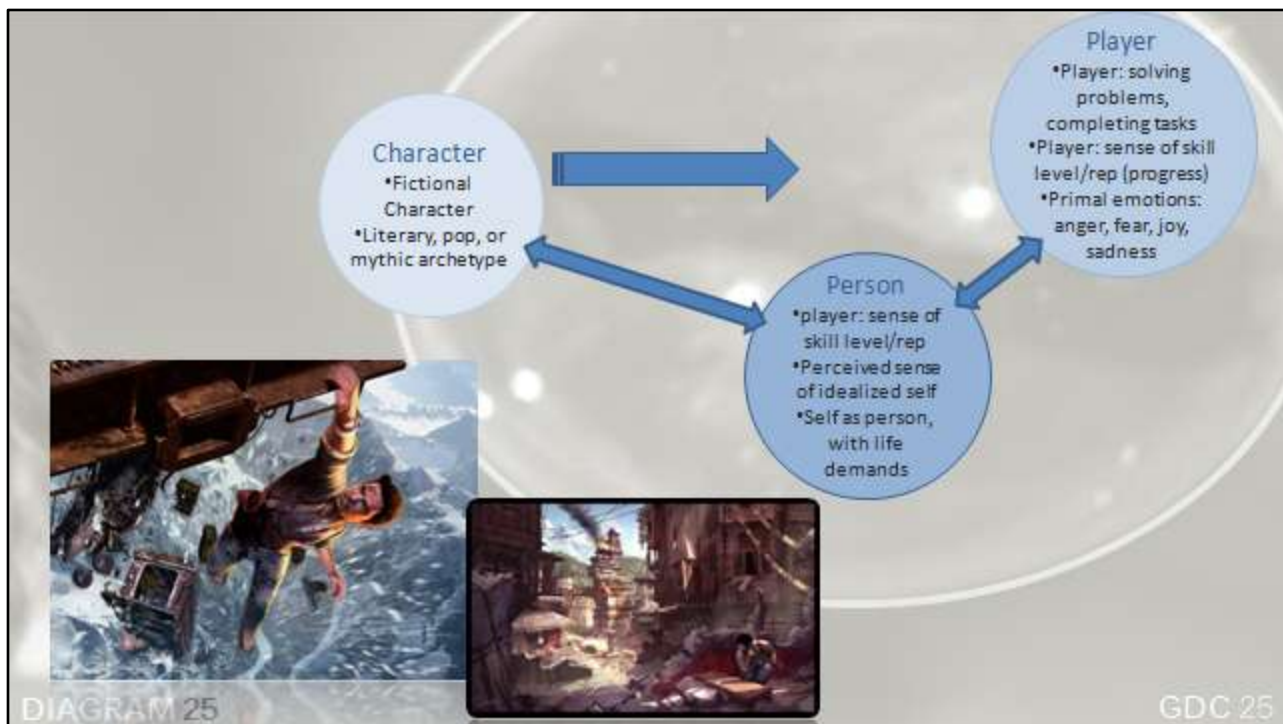 Player
•Player: solving
problems,
completing tasks
•Player: sense of skill
level/rep (progress)
•Primal emotions:
anger, fear, joy,
sadness
Character
•Fictional
Character
•Literary, pop, or
mythic archetype
Person
•player: sense of
skill level/rep
•Perceived sense
of idealized self
•Self as person,
with life
demands
DIAGRAM 25
GDC 25